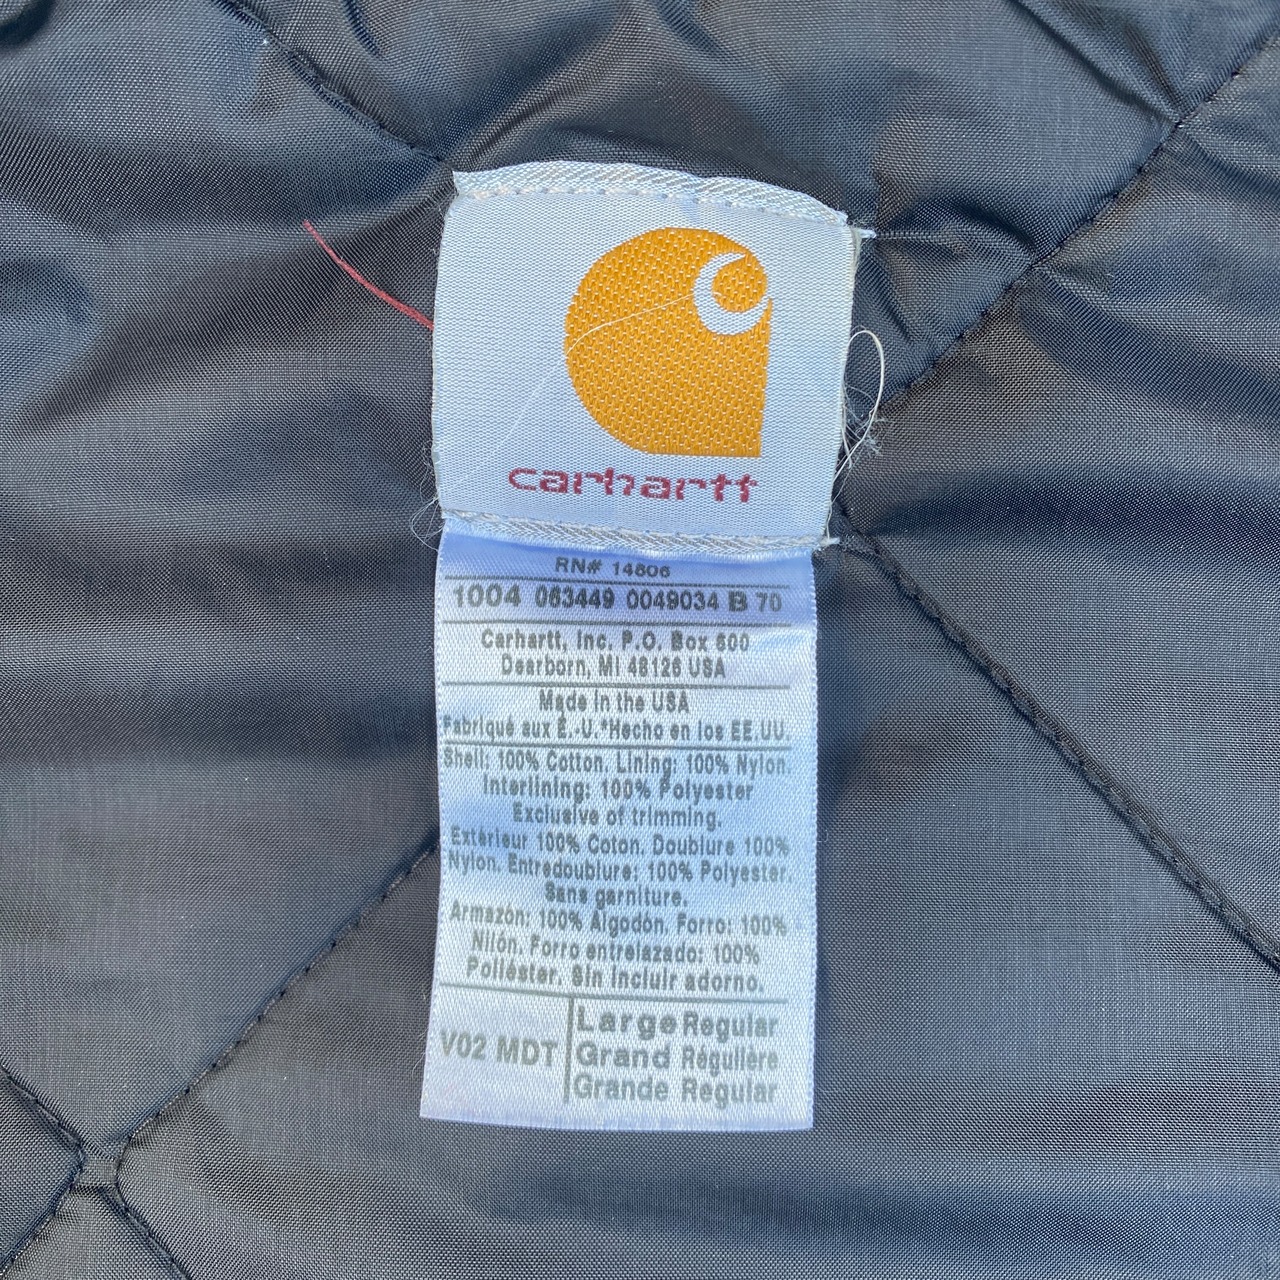 carhartt
RN# 14806
1004 063449 0049034 B 70
Carhartt, Inc. P.O. Box 600
Dearborn, MI 48126 USA
Made in the USA
Fabriqué aux É.-U.*Hecho en los EE.UU.
Shell: 100% Cotton. Lining: 100% Nylon.
Interlining: 100% Polyester
Exclusive of trimming.
Extérieur 100% Coton. Doublure 100%
Nylon. Entredoublure: 100% Polyester.
Sans garniture.
Armazón: 100% Algodón. Forro: 100%
Nilón. Forro entrelazado: 100%
Poliéster. Sin incluir adorno.
V02 MDT
Large Regular
Grand Régulière
Grande Regular